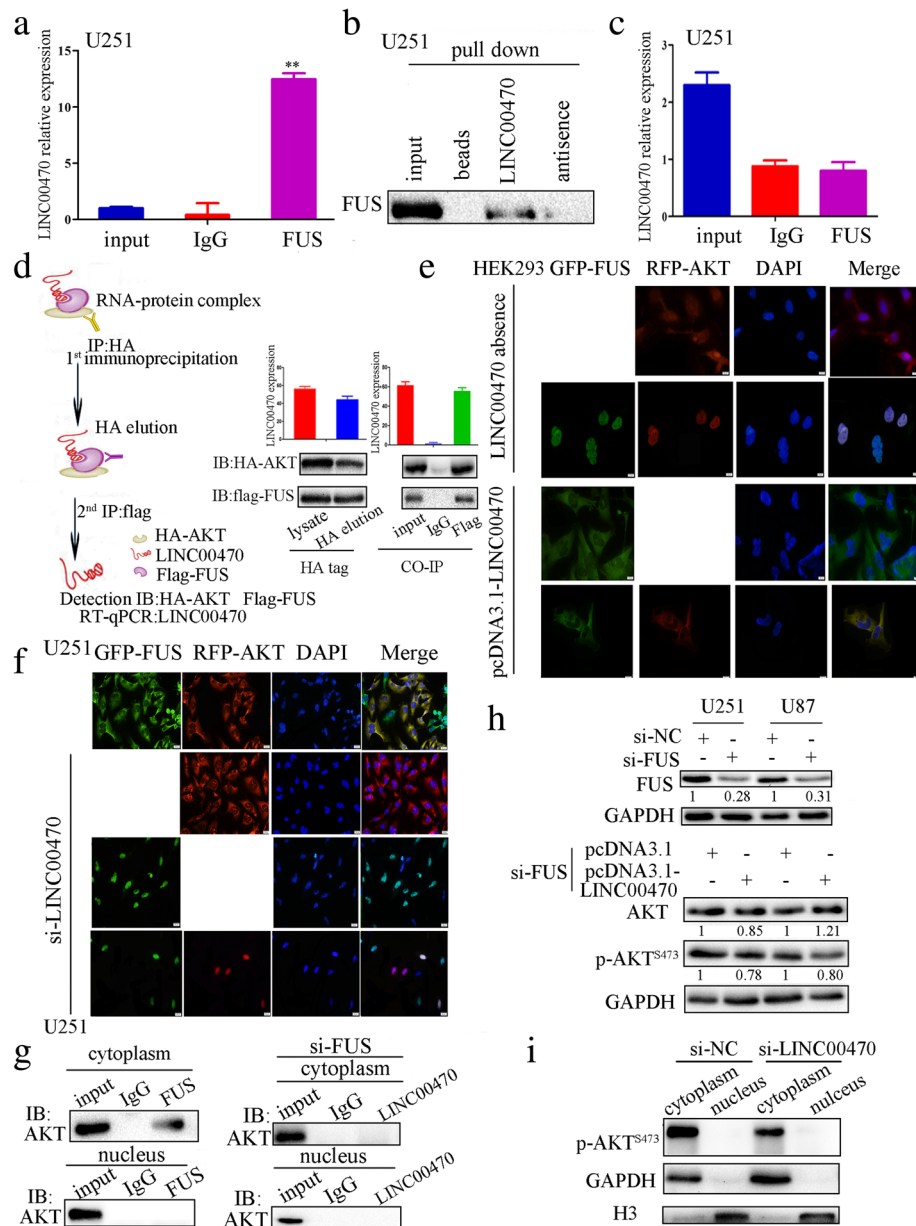 a
U251
LINC00470 relative expression
15
10
5
0
**
input IgG FUS
b
U251
pull down
input
beads
LINC00470
antisence
FUS
c
U251
LINC00470 relative expression
3
2
1
0
input IgG FUS
d
RNA-protein complex
IP:HA
1st immunoprecipitation
HA elution
2nd IP:flag
HA-AKT
LINC00470
Flag-FUS
Detection IB:HA-AKT Flag-FUS
RT-qPCR:LINC00470
LINC00470 expression
80
60
40
20
0
LINC00470 expression
80
60
40
20
0
IB:HA-AKT
IB:flag-FUS
lysate
HA elution
HA tag
input
IgG
Flag
CO-IP
e
HEK293 GFP-FUS RFP-AKT DAPI Merge
LINC00470 absence
pcDNA3.1-LINC00470
f
U251
GFP-FUS RFP-AKT DAPI Merge
si-LINC00470
U251
g
cytoplasm
input IgG FUS
IB:
AKT
nucleus
input IgG FUS
IB:
AKT
si-FUS
cytoplasm
input IgG LINC00470
IB:
AKT
nucleus
input IgG LINC00470
IB:
AKT
h
U251 U87
si-NC + - + -
si-FUS - + - +
FUS
1 0.28 1 0.31
GAPDH
si-FUS
pcDNA3.1 + - + -
pcDNA3.1-
LINC00470 - + - +
AKT
1 0.85 1 1.21
p-AKTS473
1 0.78 1 0.80
GAPDH
i
si-NC si-LINC00470
cytoplasm nucleus cytoplasm nulceus
p-AKTS473
GAPDH
H3